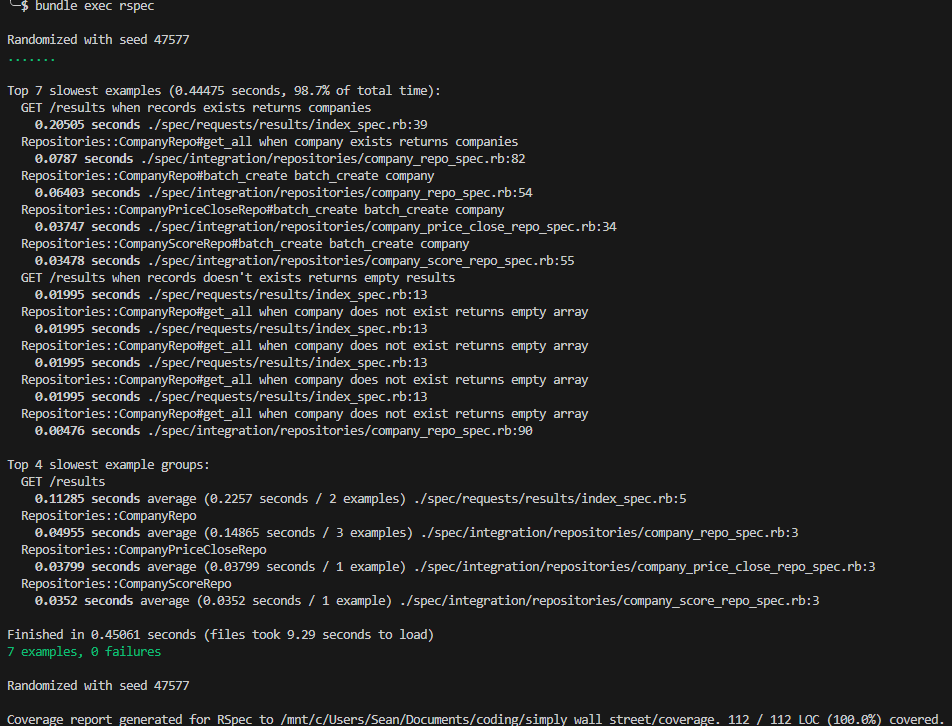 $ bundle exec rspec
Randomized with seed 47577
.......
Top 7 slowest examples (0.44475 seconds, 98.7% of total time):
GET /results when records exists returns companies
0.20505 seconds ./spec/requests/results/index_spec.rb:39
Repositories::CompanyRepo#get_all when company exists returns companies
0.0787 seconds ./spec/integration/repositories/company_repo_spec.rb:82
Repositories::CompanyRepo#batch_create batch_create company
0.06403 seconds ./spec/integration/repositories/company_repo_spec.rb:54
Repositories::CompanyPriceCloseRepo#batch_create batch_create company
0.03747 seconds ./spec/integration/repositories/company_price_close_repo_spec.rb:34
Repositories::CompanyScoreRepo#batch_create batch_create company
0.03478 seconds ./spec/integration/repositories/company_score_repo_spec.rb:55
GET /results when records doesn't exists returns empty results
0.01995 seconds ./spec/requests/results/index_spec.rb:13
Repositories::CompanyRepo#get_all when company does not exist returns empty array
0.01995 seconds ./spec/requests/results/index_spec.rb:13
Repositories::CompanyRepo#get_all when company does not exist returns empty array
0.01995 seconds ./spec/requests/results/index_spec.rb:13
Repositories::CompanyRepo#get_all when company does not exist returns empty array
0.01995 seconds ./spec/requests/results/index_spec.rb:13
Repositories::CompanyRepo#get_all when company does not exist returns empty array
0.00476 seconds ./spec/integration/repositories/company_repo_spec.rb:90
Top 4 slowest example groups:
GET /results
0.11285 seconds average (0.2257 seconds / 2 examples) ./spec/requests/results/index_spec.rb:5
Repositories::CompanyRepo
0.04955 seconds average (0.14865 seconds / 3 examples) ./spec/integration/repositories/company_repo_spec.rb:3
Repositories::CompanyPriceCloseRepo
0.03799 seconds average (0.03799 seconds / 1 example) ./spec/integration/repositories/company_price_close_repo_spec.rb:3
Repositories::CompanyScoreRepo
0.0352 seconds average (0.0352 seconds / 1 example) ./spec/integration/repositories/company_score_repo_spec.rb:3
Finished in 0.45061 seconds (files took 9.29 seconds to load)
7 examples, 0 failures
Randomized with seed 47577
Coverage report generated for RSpec to /mnt/c/Users/Sean/Documents/coding/simply wall street/coverage. 112 / 112 LOC (100.0%) covered.